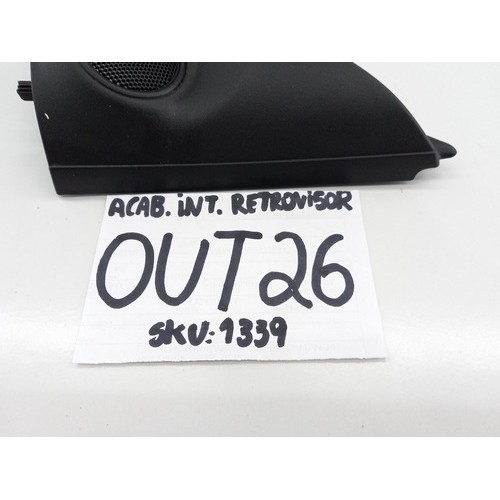 ACAB. iNT. RETROViSOR
OUT26
SKU: 1339